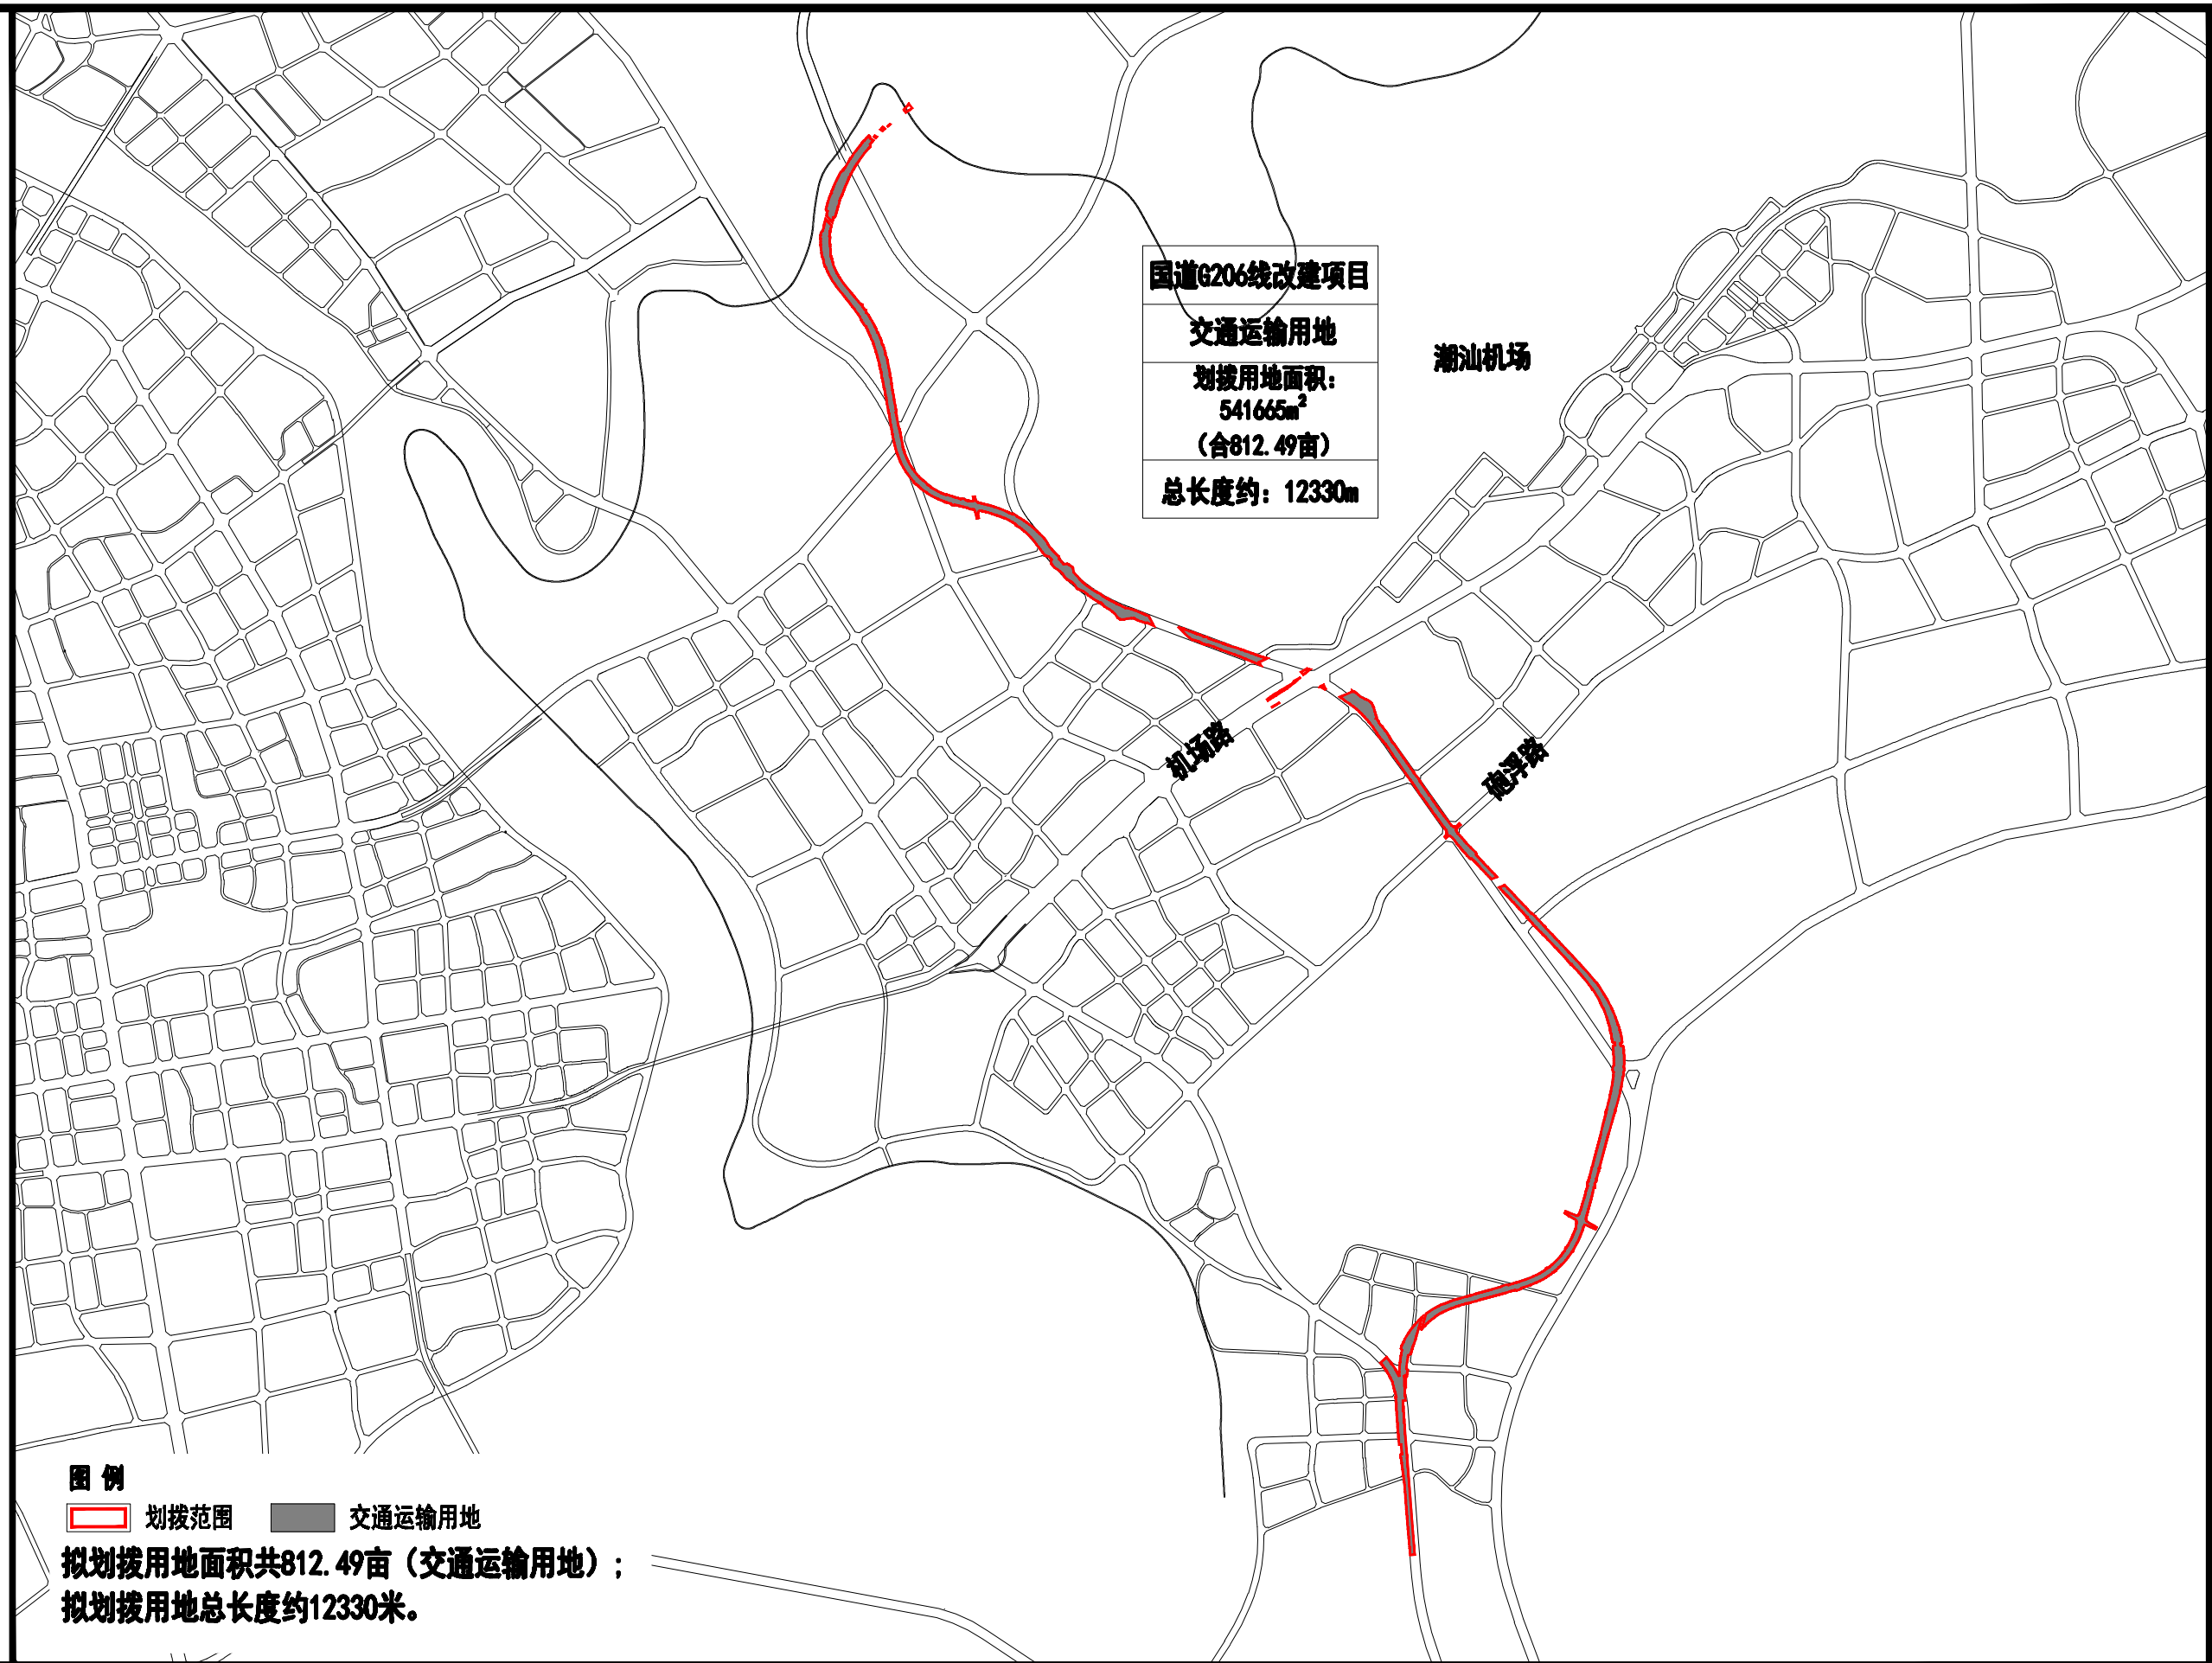 国道G206线改建项目
交通运输用地
划拨用地面积：
541665m²
（合812.49亩）
总长度约：12330m
潮汕机场
机场路
砲浮路
图 例
划拨范围
交通运输用地
拟划拨用地面积共812.49亩（交通运输用地）；
拟划拨用地总长度约12330米。